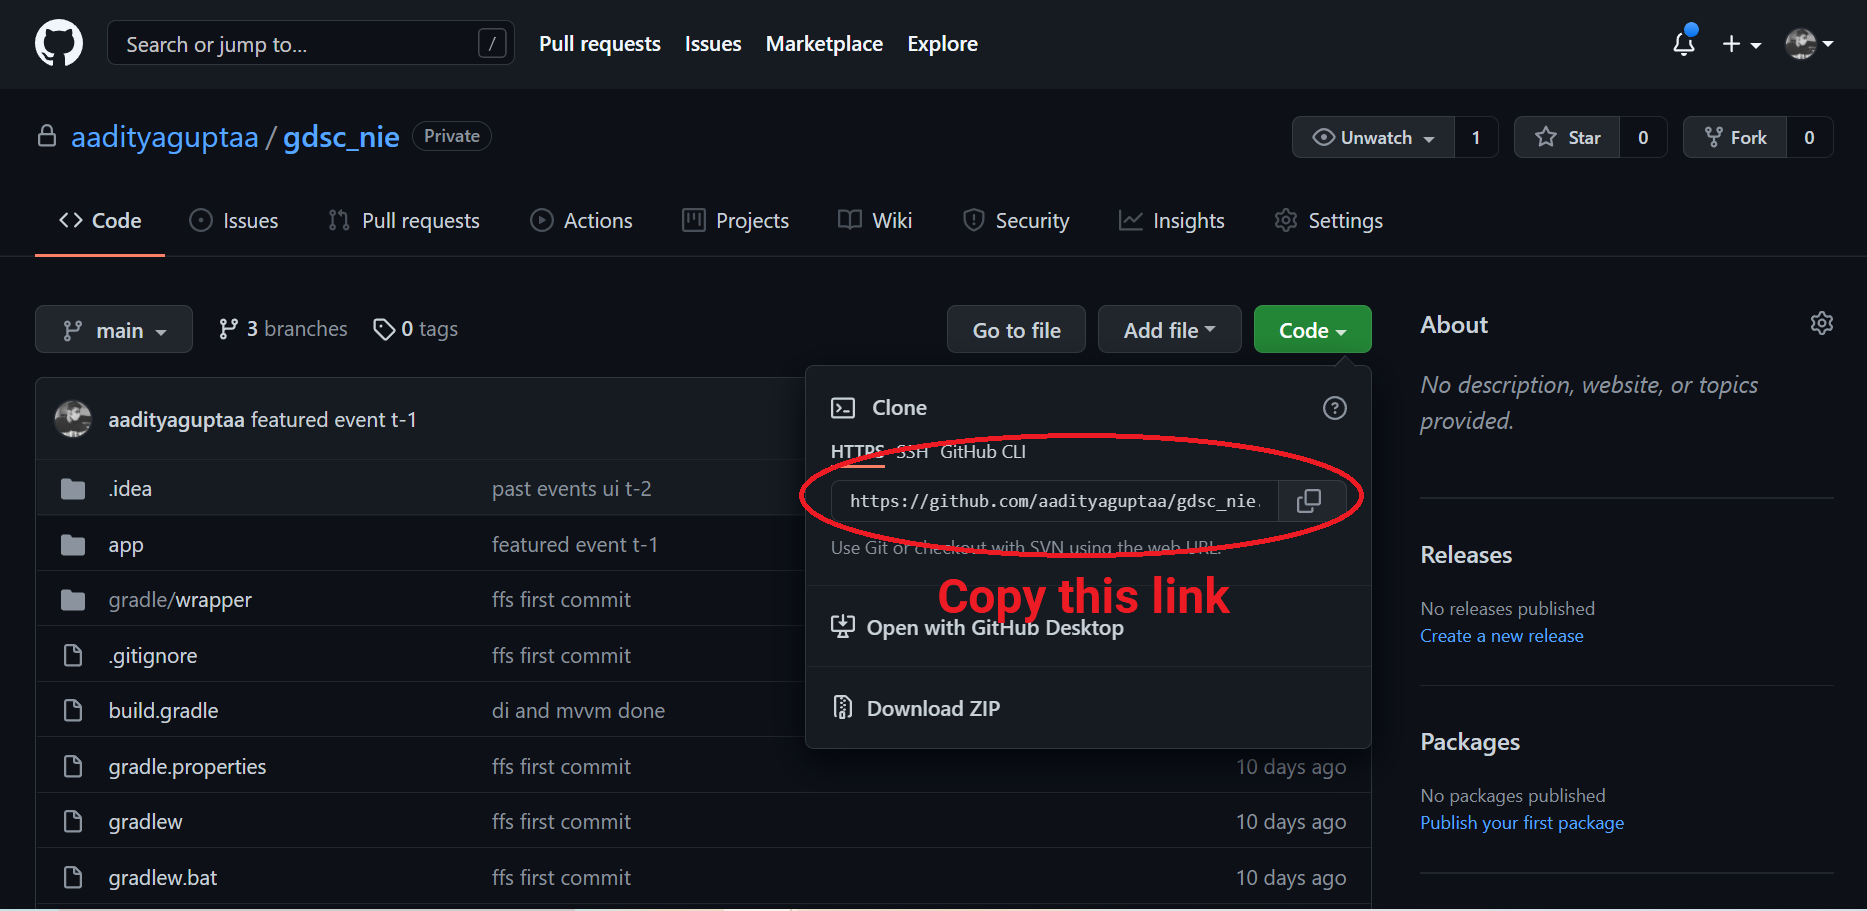 Search or jump to... /
Pull requests Issues Marketplace Explore
aadityaguptaa / gdsc_nie Private
Unwatch 1 Star 0 Fork 0
Code Issues Pull requests Actions Projects Wiki Security Insights Settings
main 3 branches 0 tags
Go to file Add file Code
aadityaguptaa featured event t-1
.idea past events ui t-2
app featured event t-1
gradle/wrapper ffs first commit
.gitignore ffs first commit
build.gradle di and mvvm done
gradle.properties ffs first commit 10 days ago
gradlew ffs first commit 10 days ago
gradlew.bat ffs first commit 10 days ago
Clone ?
HTTPS SSH GitHub CLI
https://github.com/aadityaguptaa/gdsc_nie.
Use Git or checkout with SVN using the web URL.
Copy this link
Open with GitHub Desktop
Download ZIP
About
No description, website, or topics
provided.
Releases
No releases published
Create a new release
Packages
No packages published
Publish your first package